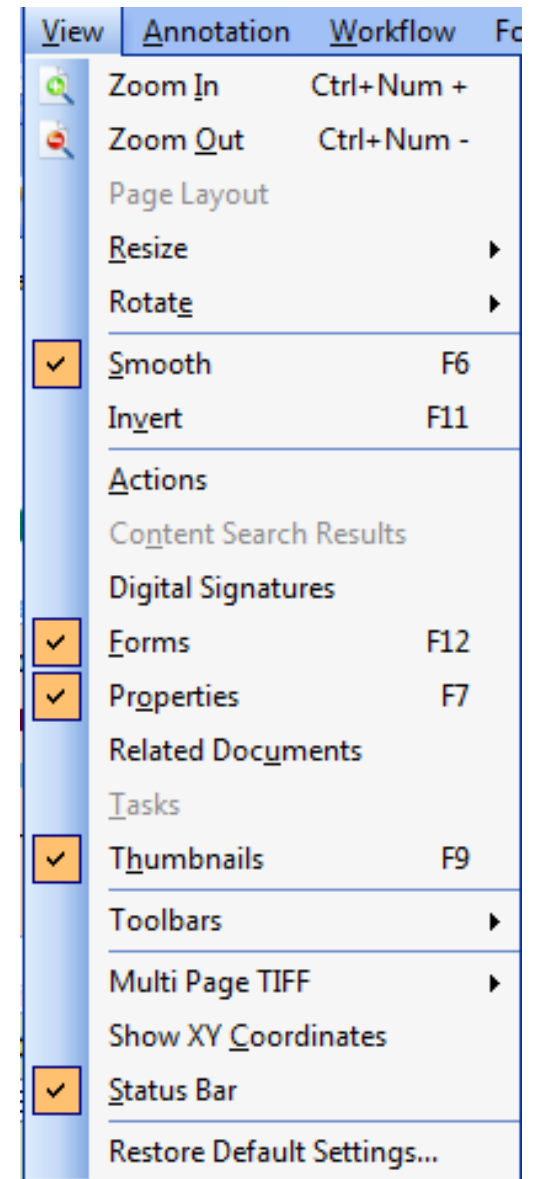 View Annotation Workflow Fo
Zoom In Ctrl+Num +
Zoom Out Ctrl+Num -
Page Layout
Resize
Rotate
Smooth F6
Invert F11
Actions
Content Search Results
Digital Signatures
Forms F12
Properties F7
Related Documents
Tasks
Thumbnails F9
Toolbars
Multi Page TIFF
Show XY Coordinates
Status Bar
Restore Default Settings...